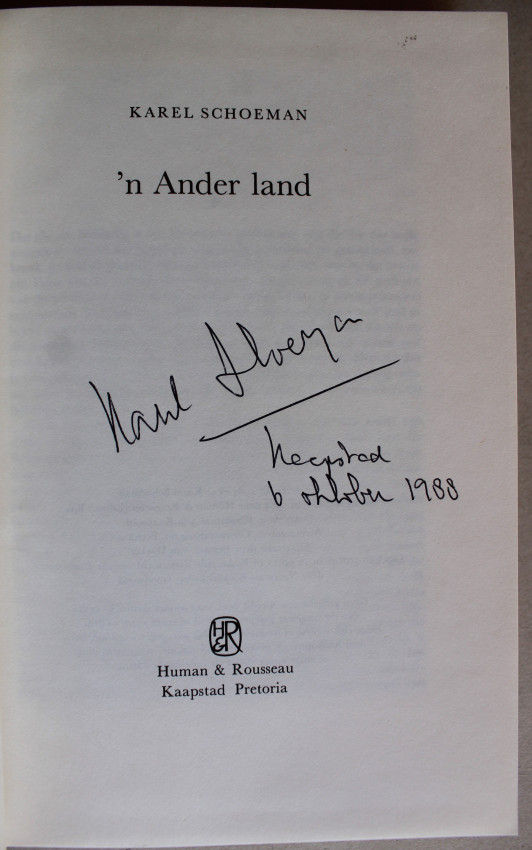 KAREL SCHOEMAN
’n Ander land
Karel Schoeman
Kaapstad
6 oktober 1988
H&R
Human & Rousseau
Kaapstad Pretoria